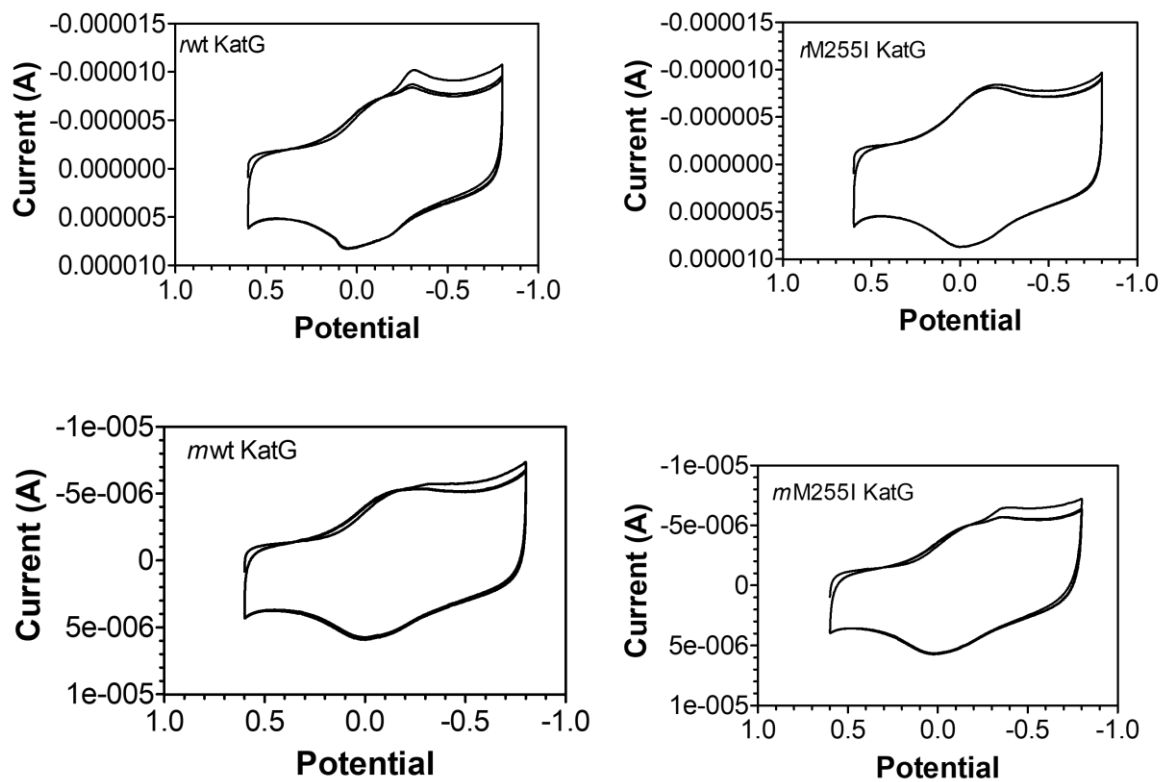 rwt KatG
Current (A)
-0.000015
-0.000010
-0.000005
0.000000
0.000005
0.000010
1.0 0.5 0.0 -0.5 -1.0
Potential
rM255I KatG
Current (A)
-0.000015
-0.000010
-0.000005
0.000000
0.000005
0.000010
1.0 0.5 0.0 -0.5 -1.0
Potential
mwt KatG
Current (A)
-1e-005
-5e-006
0
5e-006
1e-005
1.0 0.5 0.0 -0.5 -1.0
Potential
mM255I KatG
Current (A)
-1e-005
-5e-006
0
5e-006
1e-005
1.0 0.5 0.0 -0.5 -1.0
Potential